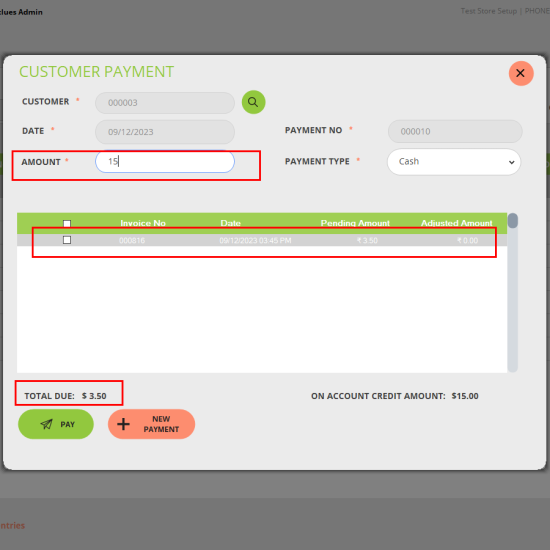 clues Admin
Test Store Setup | PHONE
CUSTOMER PAYMENT
CUSTOMER * 000003
DATE * 09/12/2023 PAYMENT NO * 000010
AMOUNT * 15 PAYMENT TYPE * Cash
Invoice No Date Pending Amount Adjusted Amount
000016 09/12/2023 03:45 PM ₹ 3.50 ₹ 0.00
TOTAL DUE: $ 3.50 ON ACCOUNT CREDIT AMOUNT: $15.00
PAY
NEW
PAYMENT
ntries